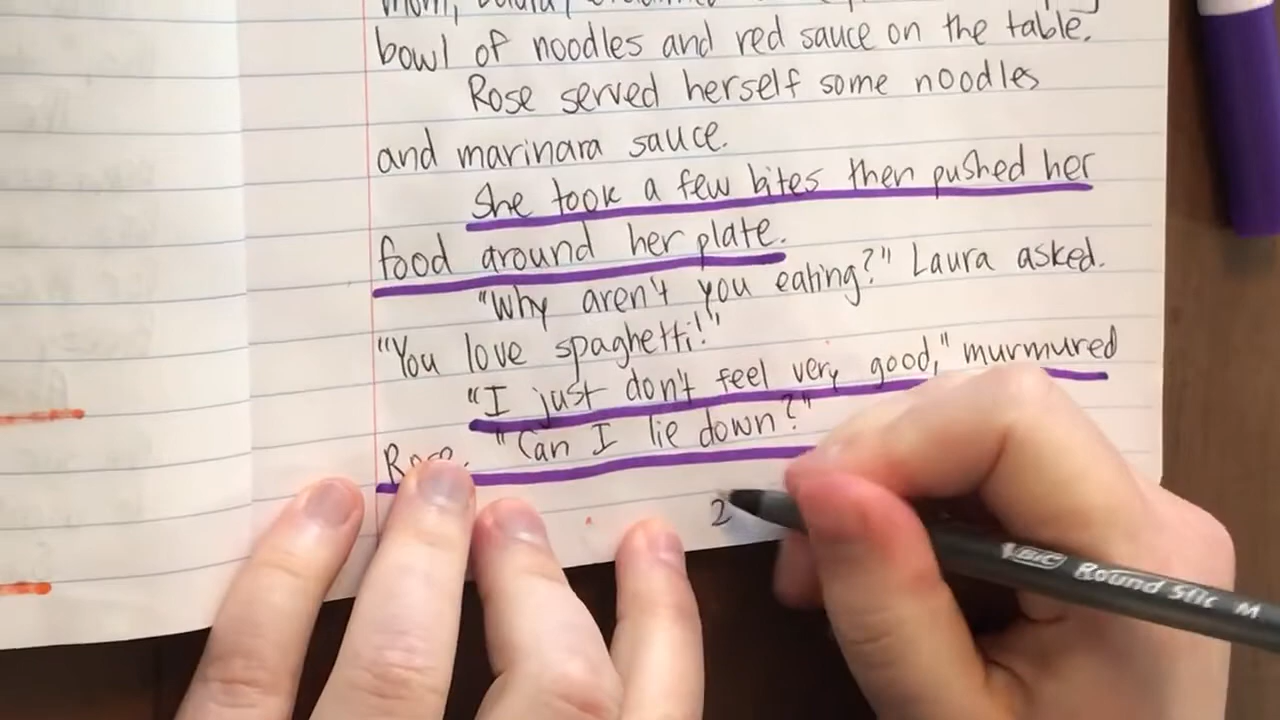 bowl of noodles and red sauce on the table.
Rose served herself some noodles
and marinara sauce.
She took a few bites then pushed her
food around her plate.
"Why aren't you eating?" Laura asked.
"You love spaghetti!"
"I just don't feel very good," murmured
Rose. "Can I lie down?"
2
BIC Round Stic M